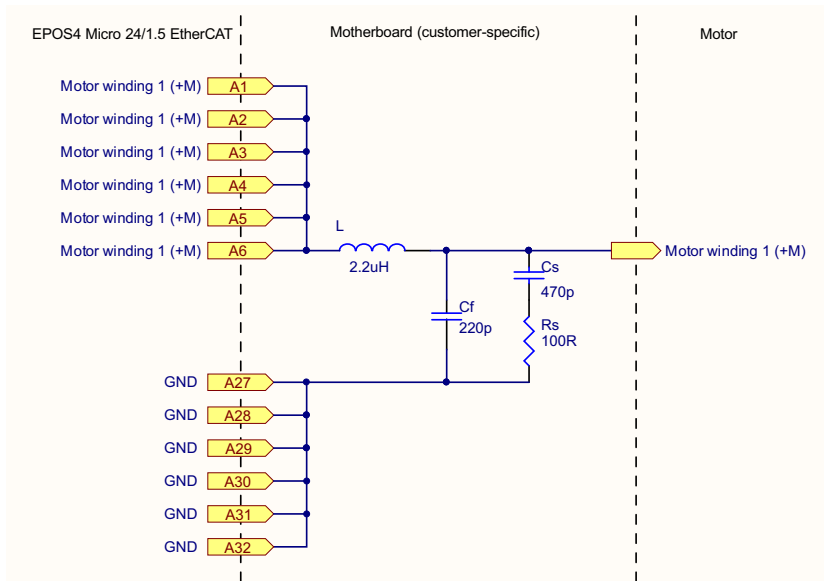 EPOS4 Micro 24/1.5 EtherCAT
Motherboard (customer-specific)
Motor
Motor winding 1 (+M) A1
Motor winding 1 (+M) A2
Motor winding 1 (+M) A3
Motor winding 1 (+M) A4
Motor winding 1 (+M) A5
Motor winding 1 (+M) A6
L
2.2uH
Cs
470p
Motor winding 1 (+M)
Cf
220p
Rs
100R
GND A27
GND A28
GND A29
GND A30
GND A31
GND A32